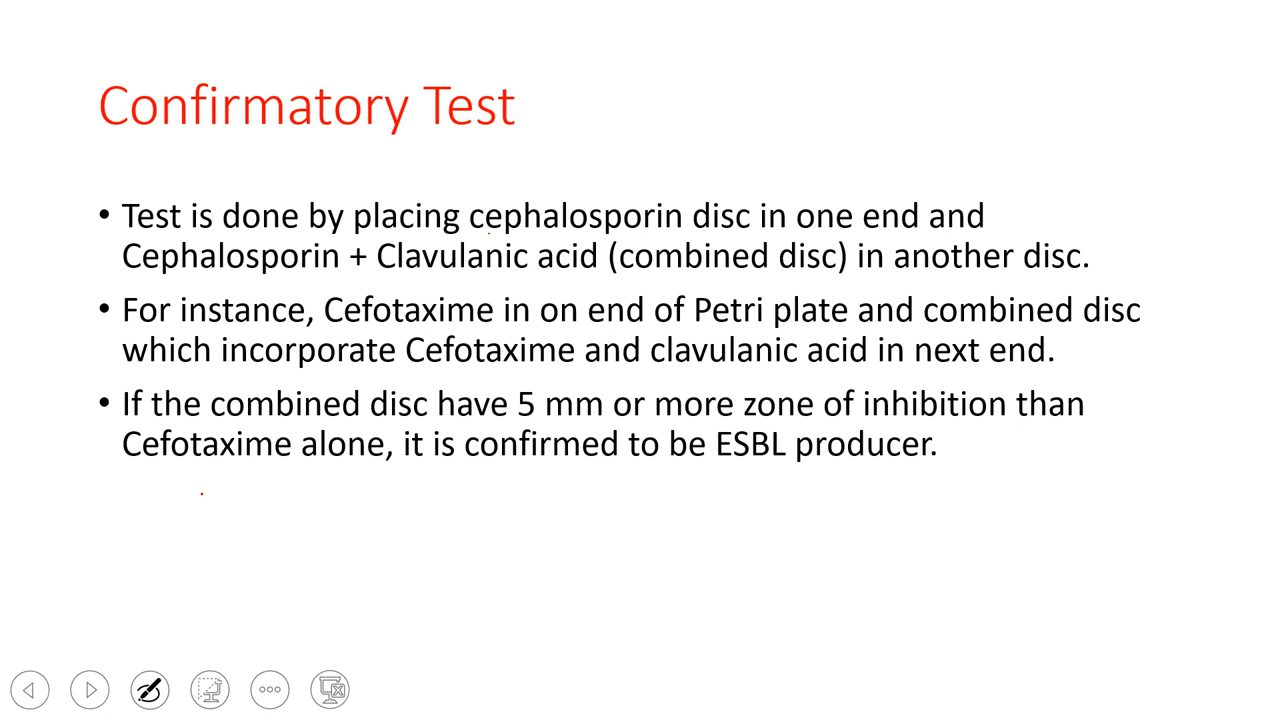 Confirmatory Test
• Test is done by placing cephalosporin disc in one end and
Cephalosporin + Clavulanic acid (combined disc) in another disc.
• For instance, Cefotaxime in on end of Petri plate and combined disc
which incorporate Cefotaxime and clavulanic acid in next end.
• If the combined disc have 5 mm or more zone of inhibition than
Cefotaxime alone, it is confirmed to be ESBL producer.